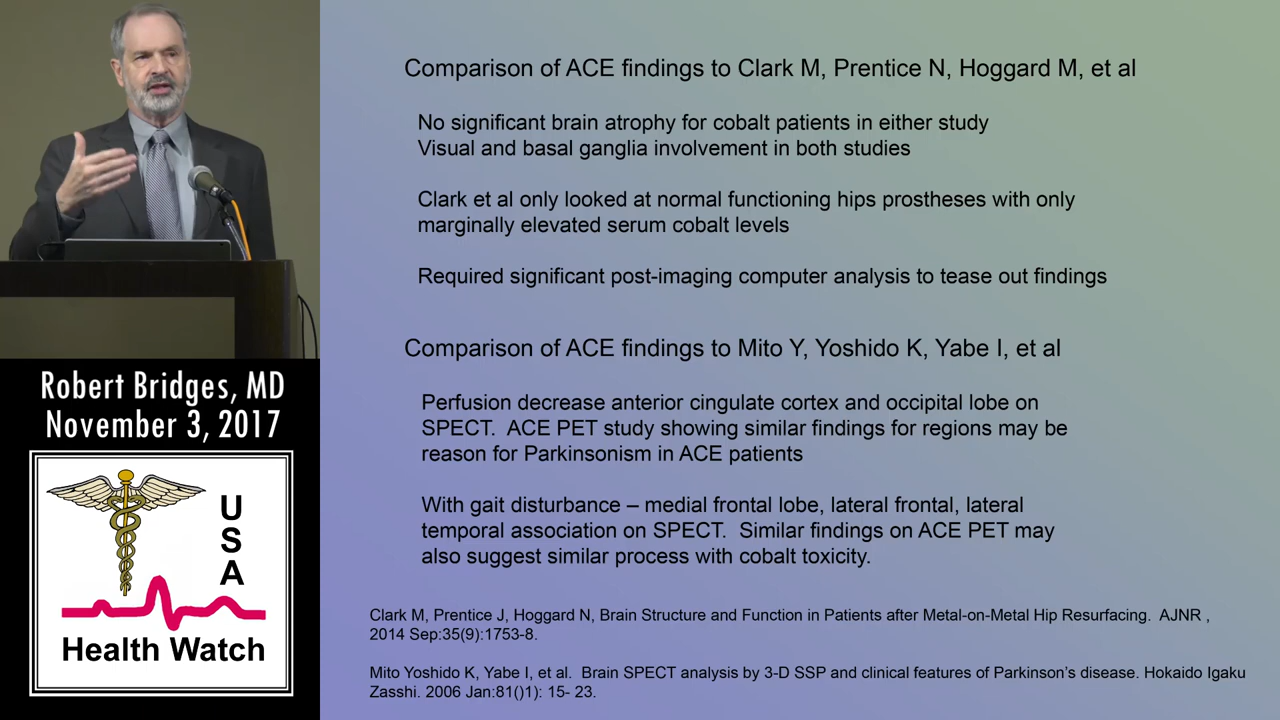 Comparison of ACE findings to Clark M, Prentice N, Hoggard M, et al
No significant brain atrophy for cobalt patients in either study
Visual and basal ganglia involvement in both studies
Clark et al only looked at normal functioning hips prostheses with only
marginally elevated serum cobalt levels
Required significant post-imaging computer analysis to tease out findings
Comparison of ACE findings to Mito Y, Yoshido K, Yabe I, et al
Perfusion decrease anterior cingulate cortex and occipital lobe on
SPECT.  ACE PET study showing similar findings for regions may be
reason for Parkinsonism in ACE patients
With gait disturbance – medial frontal lobe, lateral frontal, lateral
temporal association on SPECT.  Similar findings on ACE PET may
also suggest similar process with cobalt toxicity.
Clark M, Prentice J, Hoggard N, Brain Structure and Function in Patients after Metal-on-Metal Hip Resurfacing.  AJNR ,
2014 Sep:35(9):1753-8.
Mito Yoshido K, Yabe I, et al.  Brain SPECT analysis by 3-D SSP and clinical features of Parkinson's disease. Hokaido Igaku
Zasshi. 2006 Jan:81()1): 15- 23.
Robert Bridges, MD
November 3, 2017
USA
Health Watch